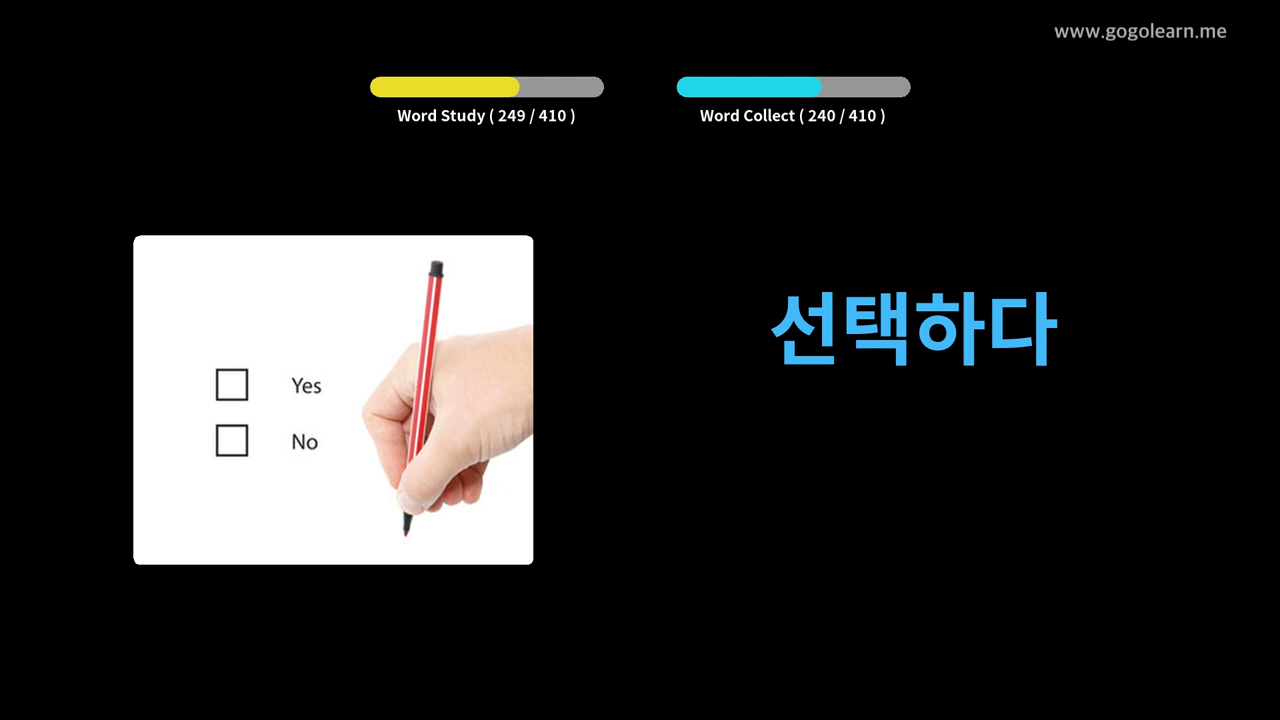 www.gogolearn.me
Word Study ( 249 / 410 )
Word Collect ( 240 / 410 )
선택하다
Yes
No